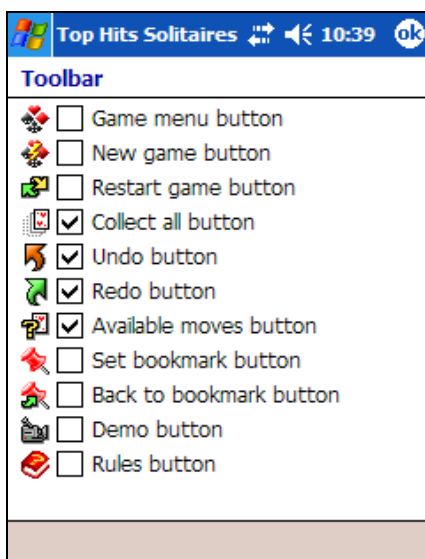 Top Hits Solitaires 10:39 ok
Toolbar
Game menu button
New game button
Restart game button
Collect all button
Undo button
Redo button
Available moves button
Set bookmark button
Back to bookmark button
Demo button
Rules button